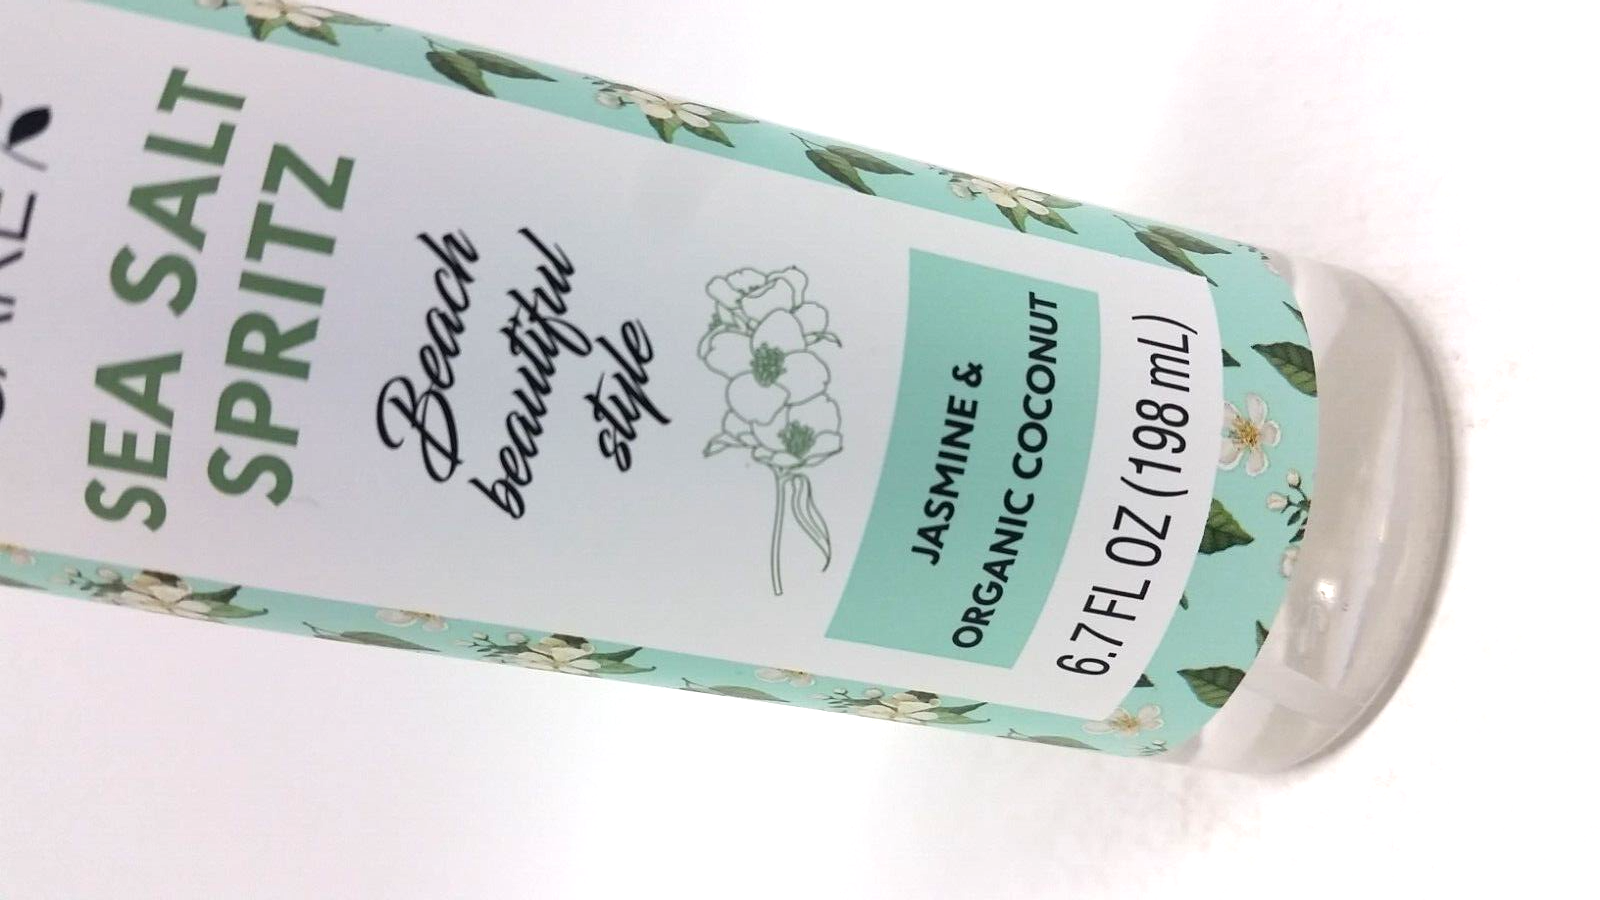 SEA SALT
SPRITZ
Beach
beautiful
style
JASMINE &
ORGANIC COCONUT
6.7 FL OZ (198 mL)